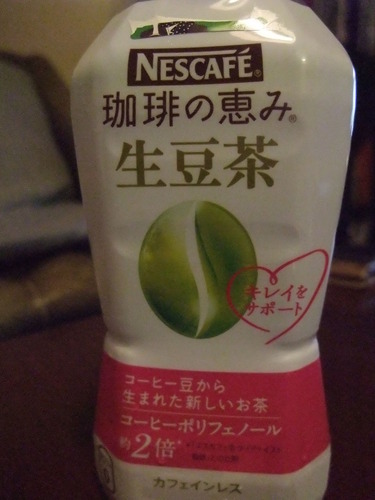 NESCAFÉ®
珈琲の恵み®
生豆茶
キレイを
サポート
コーヒー豆から
生まれた新しいお茶
コーヒーポリフェノール
約2倍*
カフェインレス